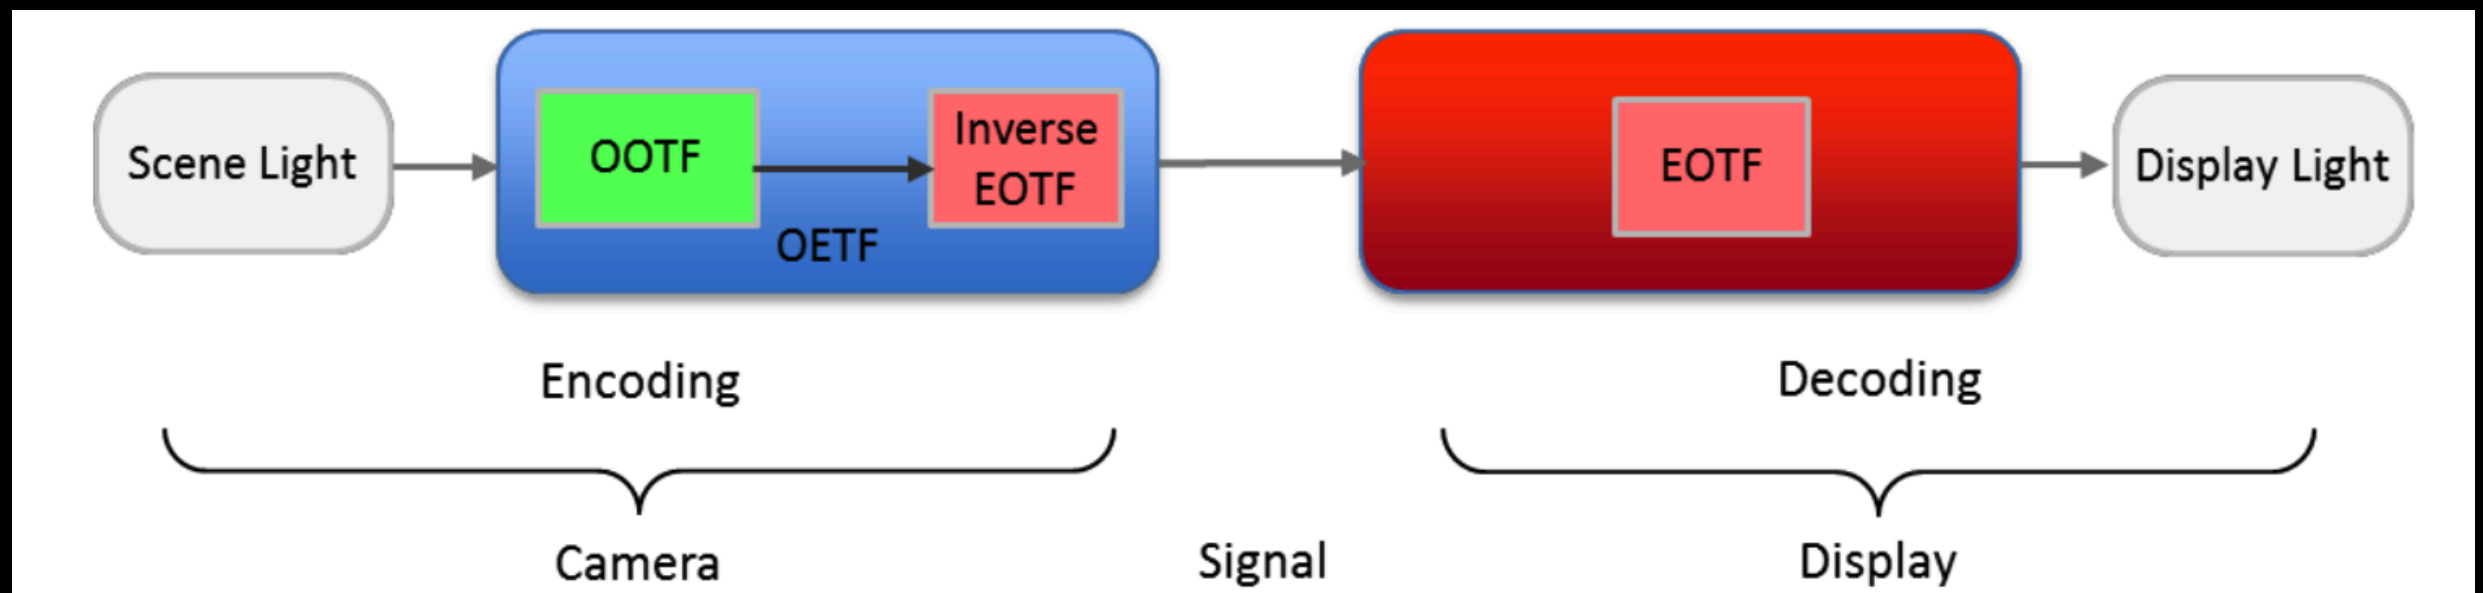 Scene Light
OOTF
Inverse
EOTF
OETF
EOTF
Display Light
Encoding
Decoding
Camera
Signal
Display